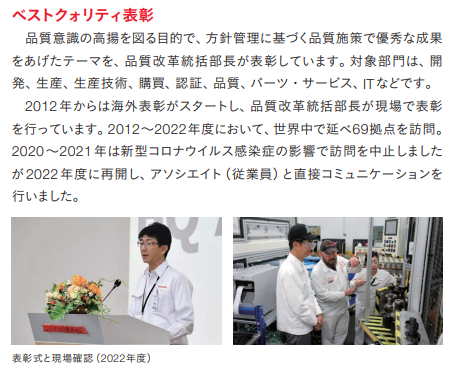 ベストクォリティ表彰
品質意識の高揚を図る目的で、方針管理に基づく品質施策で優秀な成果
をあげたテーマを、品質改革統括部長が表彰しています。対象部門は、開
発、生産、生産技術、購買、認証、品質、パーツ・サービス、ITなどです。
2012年からは海外表彰がスタートし、品質改革統括部長が現場で表彰
を行っています。2012～2022年度において、世界中で延べ69拠点を訪問。
2020～2021年は新型コロナウイルス感染症の影響で訪問を中止しました
が2022年度に再開し、アソシエイト（従業員）と直接コミュニケーションを
行いました。
表彰式と現場確認（2022年度）